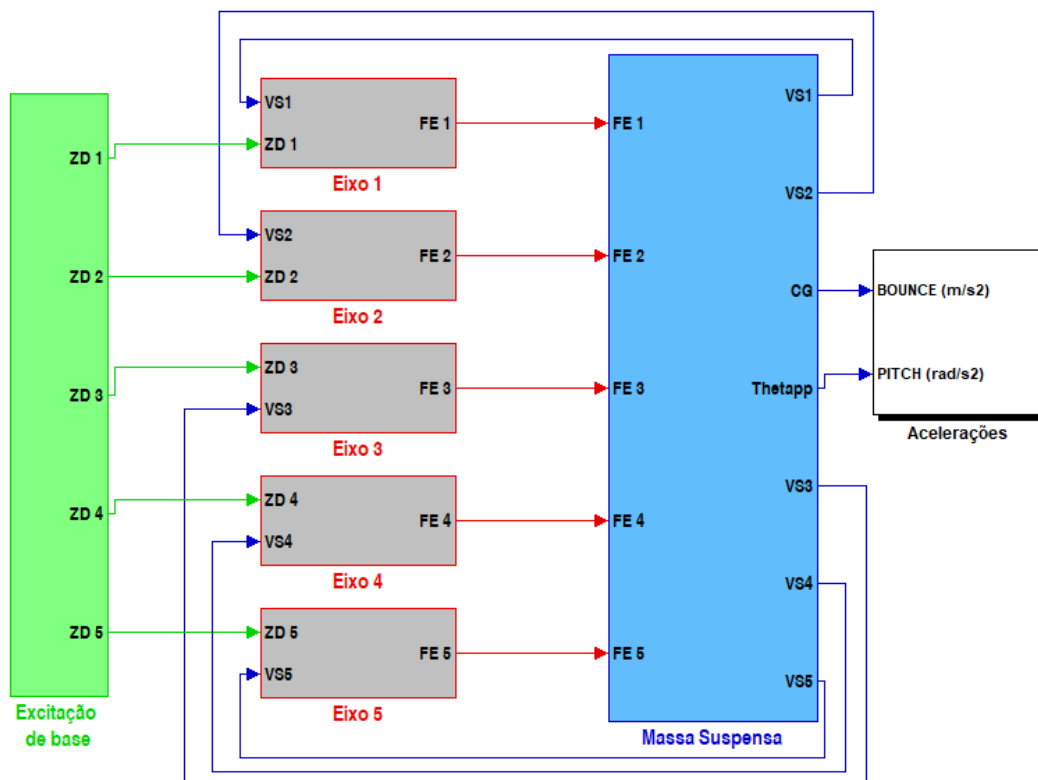 ZD 1
ZD 2
ZD 3
ZD 4
ZD 5
Excitação
de base
VS1
ZD 1
FE 1
Eixo 1
VS2
ZD 2
FE 2
Eixo 2
ZD 3
VS3
FE 3
Eixo 3
ZD 4
VS4
FE 4
Eixo 4
ZD 5
VS5
FE 5
Eixo 5
FE 1
FE 2
FE 3
FE 4
FE 5
VS1
VS2
CG
Thetapp
VS3
VS4
VS5
Massa Suspensa
BOUNCE (m/s2)
PITCH (rad/s2)
Acelerações